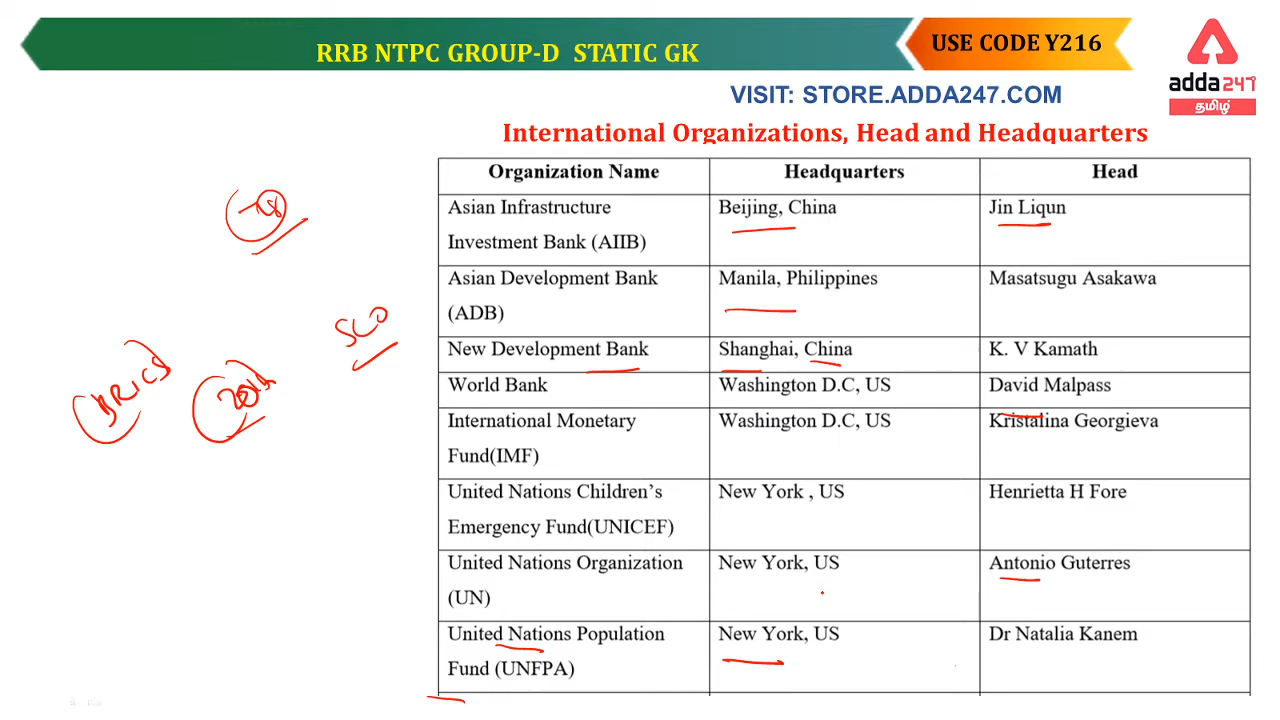 RRB NTPC GROUP-D STATIC GK
USE CODE Y216
adda247
தமிழ்
VISIT: STORE.ADDA247.COM
International Organizations, Head and Headquarters
Organization Name Headquarters Head
Asian Infrastructure Beijing, China Jin Liqun
Investment Bank (AIIB)
Asian Development Bank Manila, Philippines Masatsugu Asakawa
(ADB)
New Development Bank Shanghai, China K. V Kamath
World Bank Washington D.C, US David Malpass
International Monetary Washington D.C, US Kristalina Georgieva
Fund(IMF)
United Nations Children's New York , US Henrietta H Fore
Emergency Fund(UNICEF)
United Nations Organization New York, US Antonio Guterres
(UN)
United Nations Population New York, US Dr Natalia Kanem
Fund (UNFPA)
SCO
BRICS